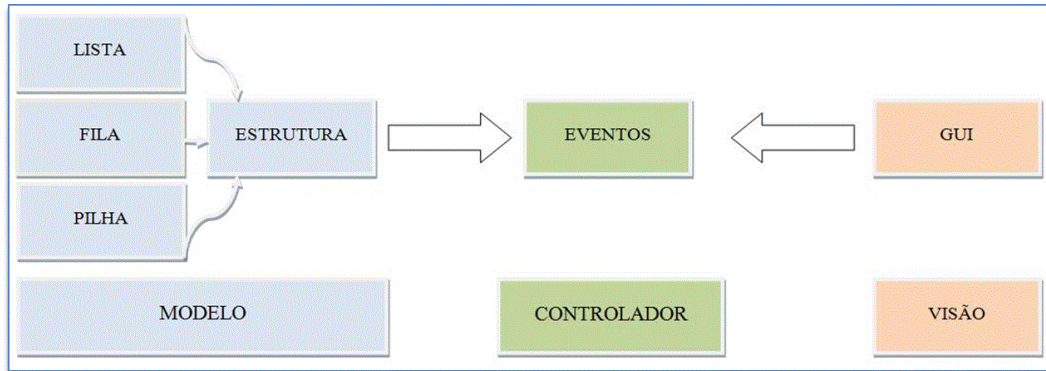 LISTA
FILA
PILHA
ESTRUTURA
EVENTOS
GUI
MODELO
CONTROLADOR
VISÃO